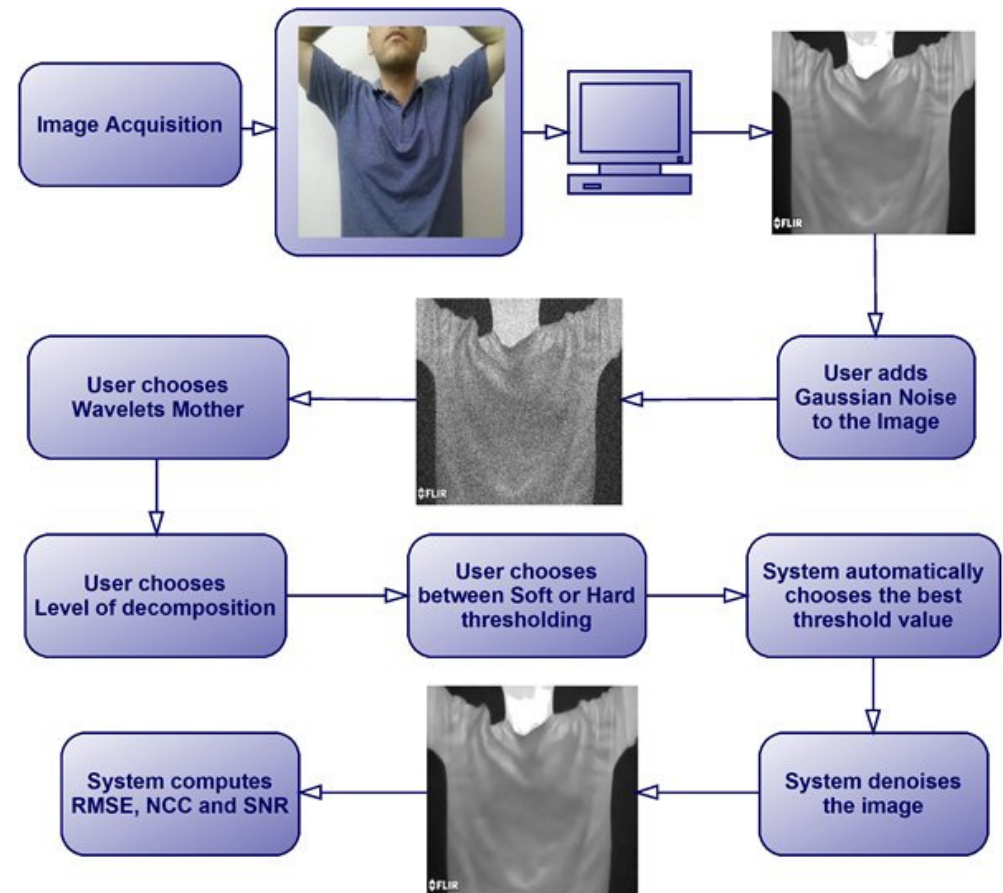 Image Acquisition
FLIR
User adds
Gaussian Noise
to the Image
FLIR
User chooses
Wavelets Mother
User chooses
Level of decomposition
User chooses
between Soft or Hard
thresholding
System automatically
chooses the best
threshold value
System denoises
the image
FLIR
System computes
RMSE, NCC and SNR